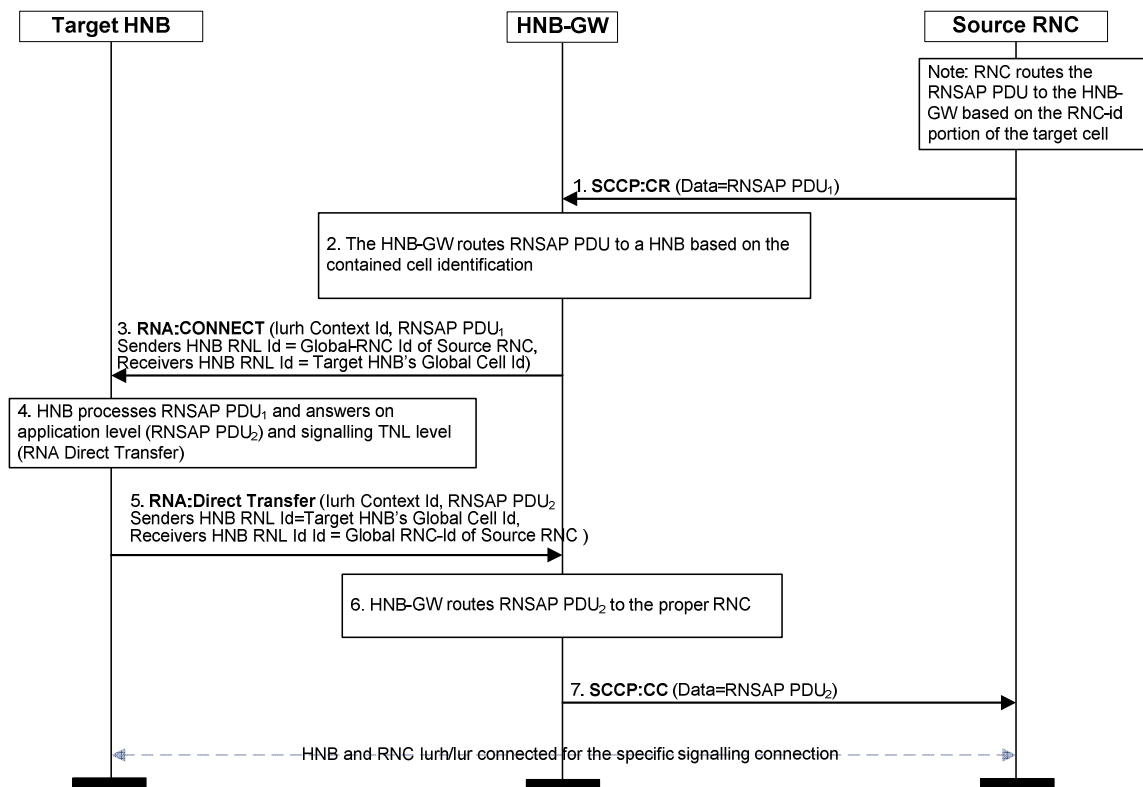 Target HNB
HNB-GW
Source RNC
Note: RNC routes the
RNSAP PDU to the HNB-
GW based on the RNC-id
portion of the target cell
1. SCCP:CR (Data=RNSAP PDU₁)
2. The HNB-GW routes RNSAP PDU to a HNB based on the
contained cell identification
3. RNA:CONNECT (Iurh Context Id, RNSAP PDU₁
Senders HNB RNL Id = Global-RNC Id of Source RNC,
Receivers HNB RNL Id = Target HNB's Global Cell Id)
4. HNB processes RNSAP PDU₁ and answers on
application level (RNSAP PDU₂) and signalling TNL level
(RNA Direct Transfer)
5. RNA:Direct Transfer (Iurh Context Id, RNSAP PDU₂
Senders HNB RNL Id=Target HNB's Global Cell Id,
Receivers HNB RNL Id Id = Global RNC-Id of Source RNC )
6. HNB-GW routes RNSAP PDU₂ to the proper RNC
7. SCCP:CC (Data=RNSAP PDU₂)
HNB and RNC Iurh/Iur connected for the specific signalling connection